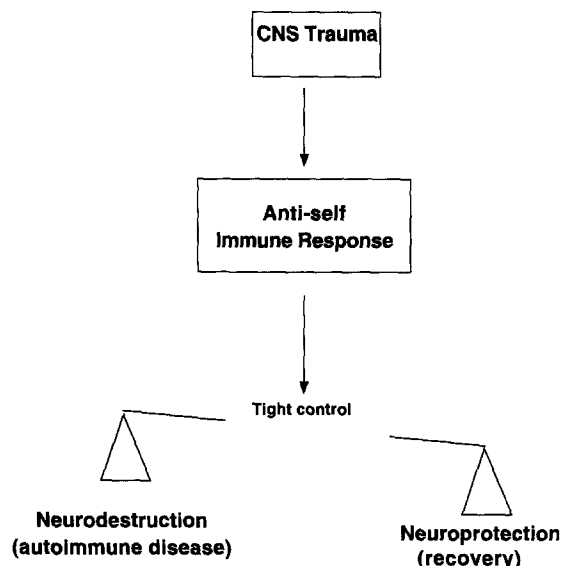 CNS Trauma
Anti-self
Immune Response
Tight control
Neurodestruction
(autoimmune disease)
Neuroprotection
(recovery)